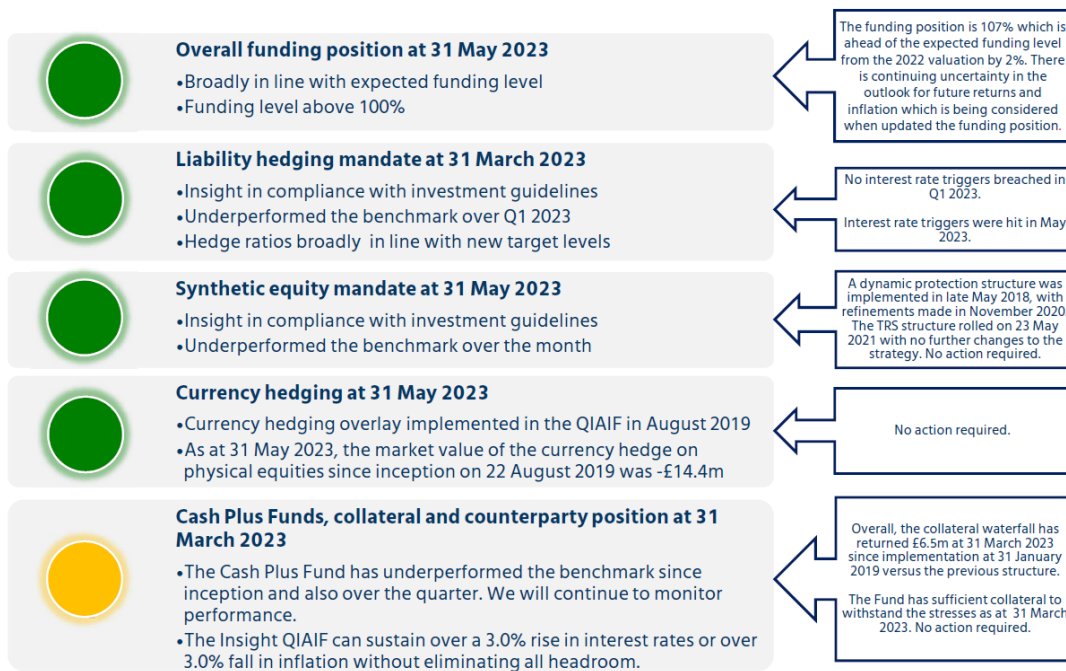 Overall funding position at 31 May 2023
•Broadly in line with expected funding level
•Funding level above 100%
The funding position is 107% which is
ahead of the expected funding level
from the 2022 valuation by 2%. There
is continuing uncertainty in the
outlook for future returns and
inflation which is being considered
when updated the funding position.
Liability hedging mandate at 31 March 2023
•Insight in compliance with investment guidelines
•Underperformed the benchmark over Q1 2023
•Hedge ratios broadly in line with new target levels
No interest rate triggers breached in
Q1 2023.
Interest rate triggers were hit in May
2023.
Synthetic equity mandate at 31 May 2023
•Insight in compliance with investment guidelines
•Underperformed the benchmark over the month
A dynamic protection structure was
implemented in late May 2018, with
refinements made in November 2020.
The TRS structure rolled on 23 May
2021 with no further changes to the
strategy. No action required.
Currency hedging at 31 May 2023
•Currency hedging overlay implemented in the QIAIF in August 2019
•As at 31 May 2023, the market value of the currency hedge on
physical equities since inception on 22 August 2019 was -£14.4m
No action required.
Cash Plus Funds, collateral and counterparty position at 31
March 2023
•The Cash Plus Fund has underperformed the benchmark since
inception and also over the quarter. We will continue to monitor
performance.
•The Insight QIAIF can sustain over a 3.0% rise in interest rates or over
3.0% fall in inflation without eliminating all headroom.
Overall, the collateral waterfall has
returned £6.5m at 31 March 2023
since implementation at 31 January
2019 versus the previous structure.
The Fund has sufficient collateral to
withstand the stresses as at 31 March
2023. No action required.